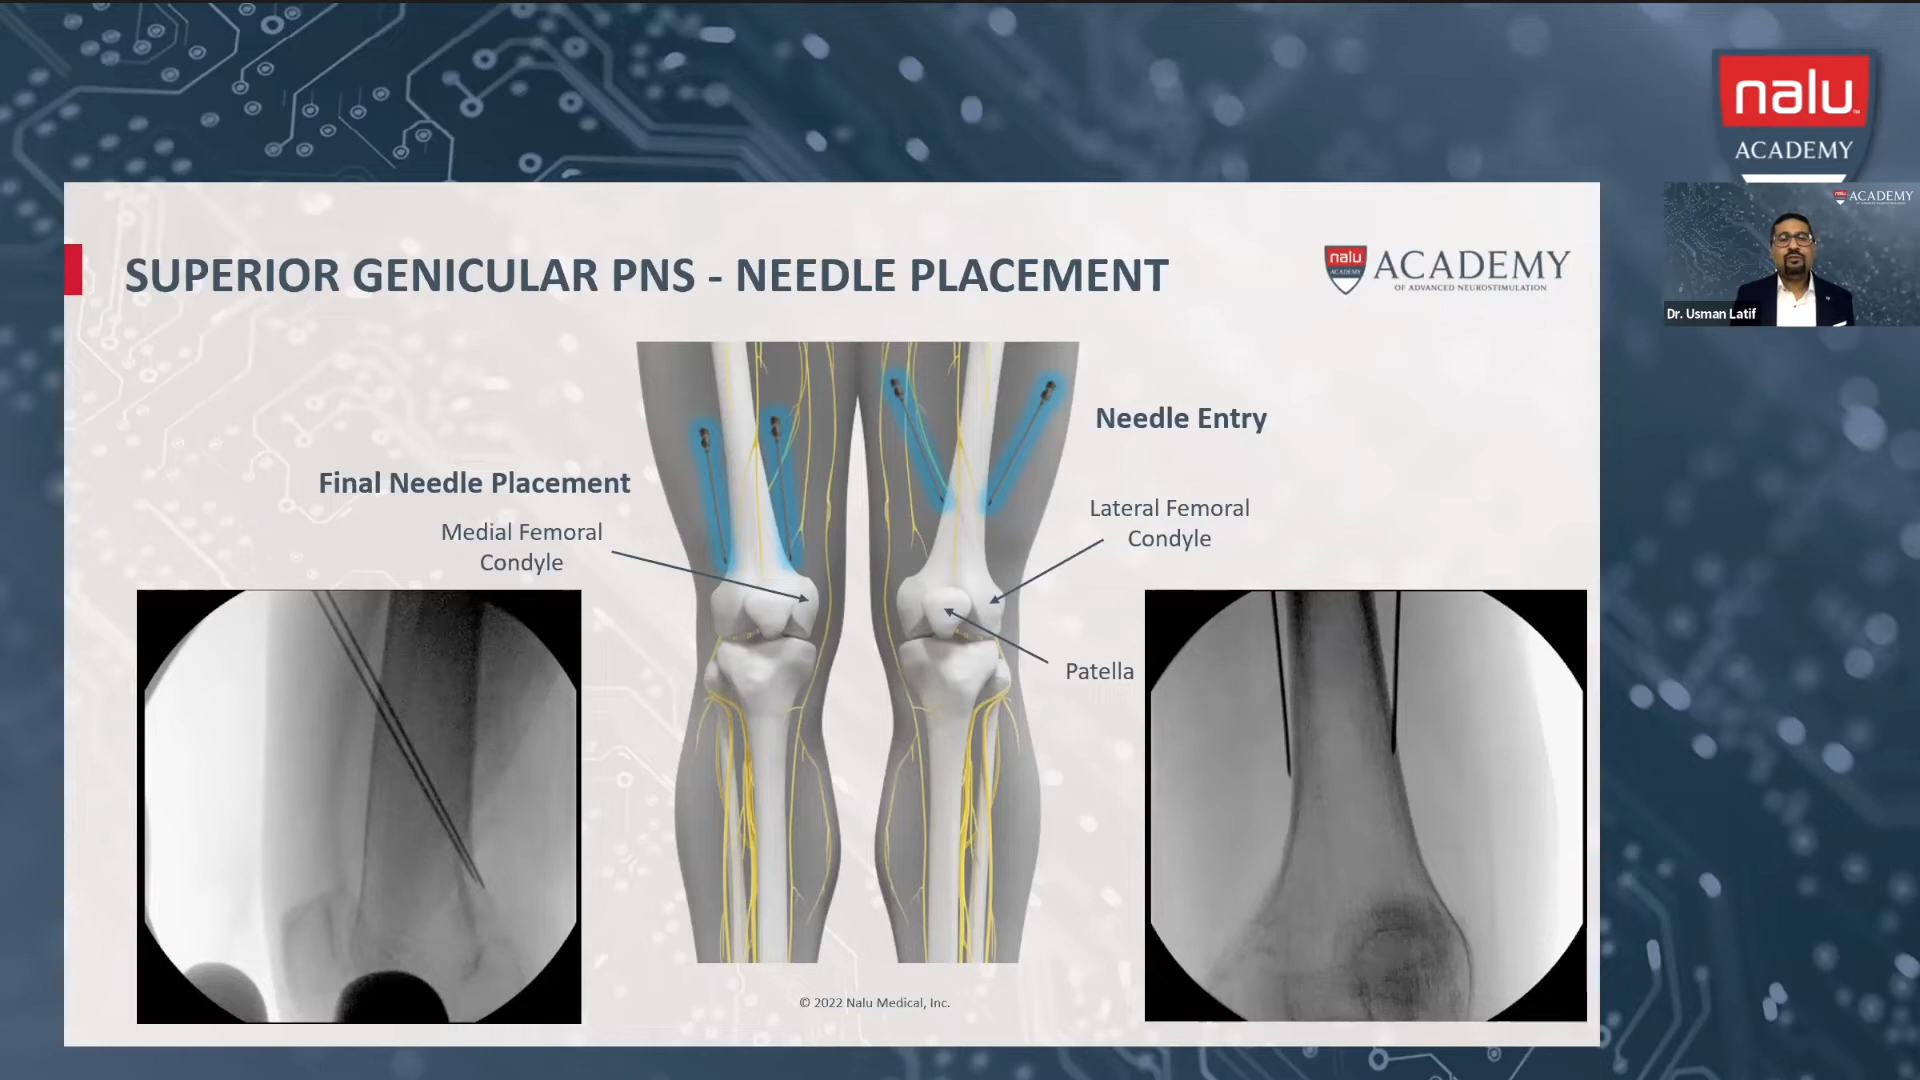 nalu
ACADEMY
ACADEMY
Dr. Usman Latif
SUPERIOR GENICULAR PNS - NEEDLE PLACEMENT
nalu
ACADEMY
ACADEMY
OF ADVANCED NEUROSTIMULATION
Needle Entry
Final Needle Placement
Medial Femoral
Condyle
Lateral Femoral
Condyle
Patella
© 2022 Nalu Medical, Inc.